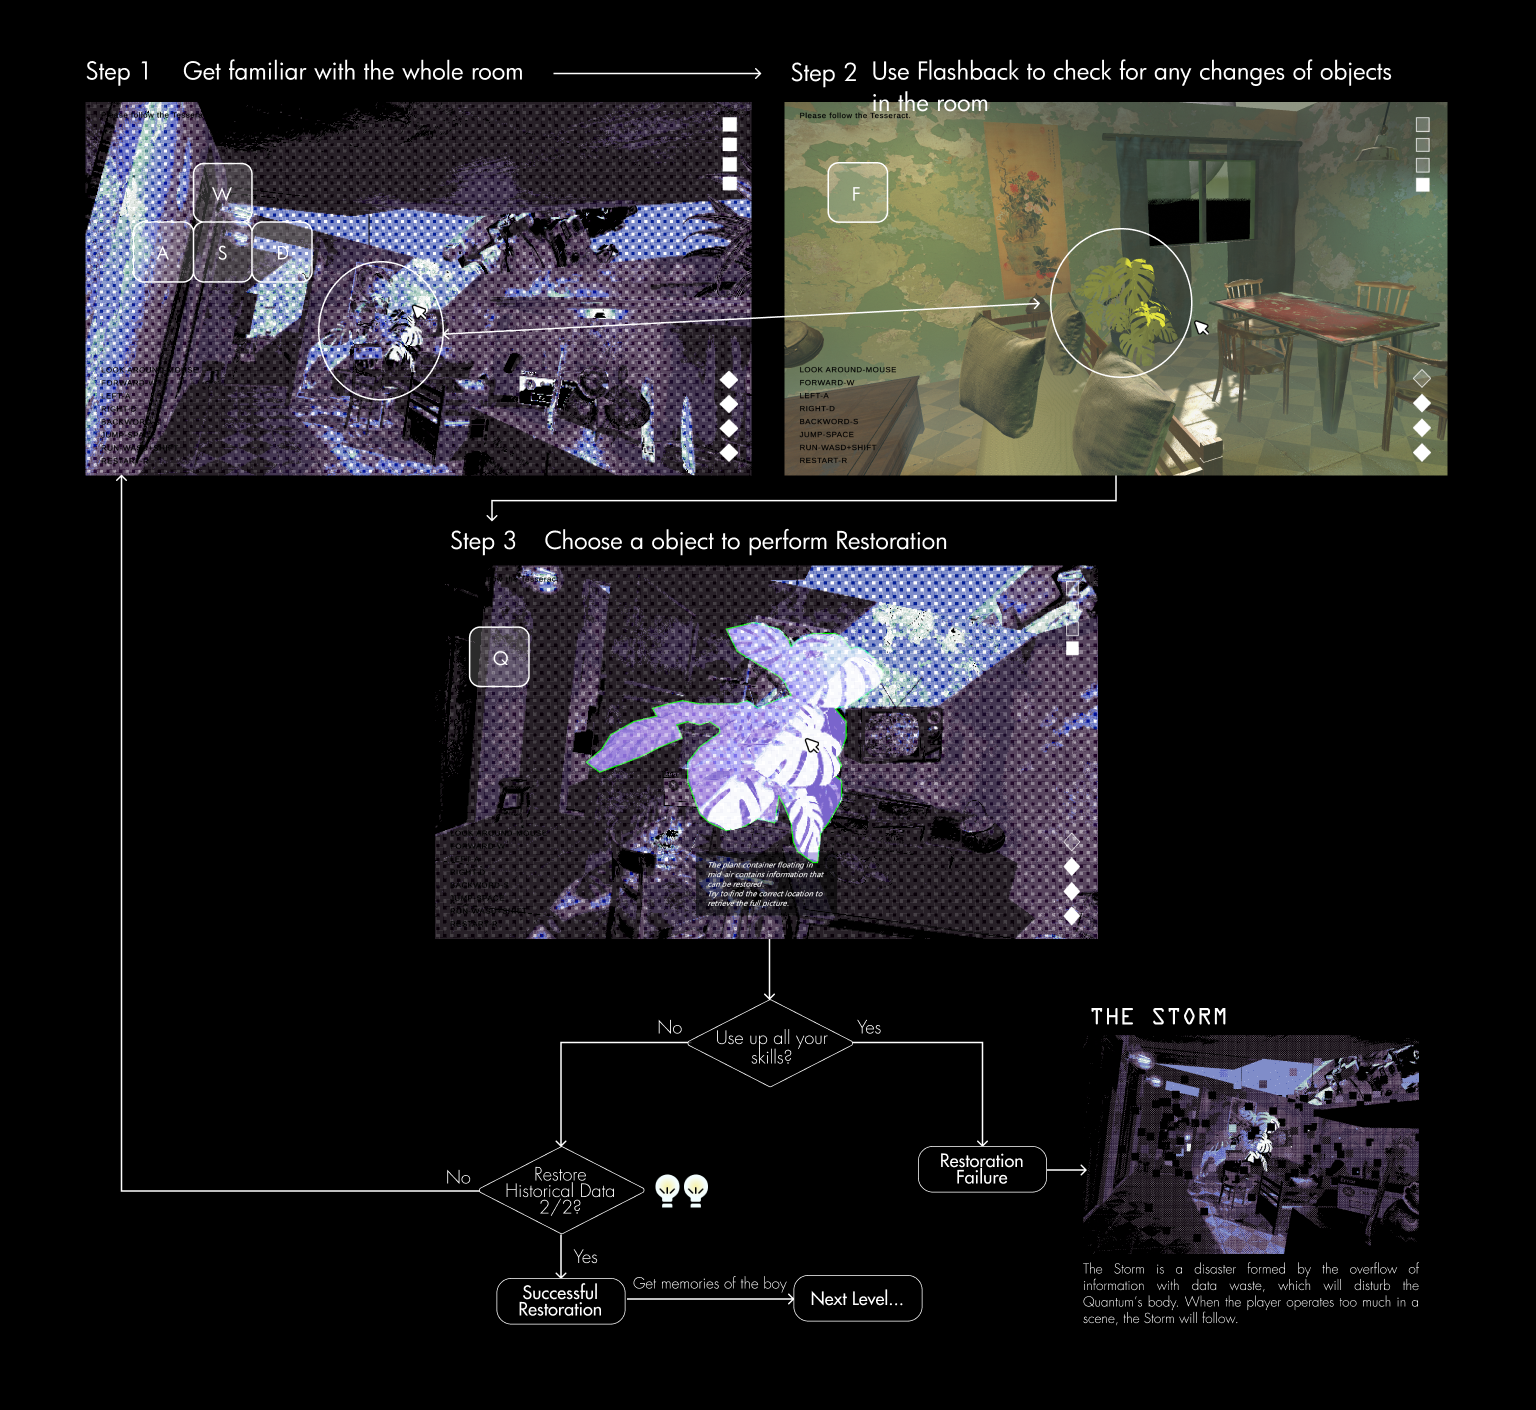 Step 1 Get familiar with the whole room
Please follow the Tesseract.
W
A S D
LOOK AROUND-MOUSE
FORWARD-W
LEFT-A
RIGHT-D
BACKWORD-S
JUMP-SPACE
RUN-WASD+SHIFT
RESTART-R
Step 2 Use Flashback to check for any changes of objects
in the room
Please follow the Tesseract.
F
LOOK AROUND-MOUSE
FORWARD-W
LEFT-A
RIGHT-D
BACKWORD-S
JUMP-SPACE
RUN-WASD+SHIFT
RESTART-R
Step 3 Choose a object to perform Restoration
Q
LOOK AROUND-MOUSE
FORWARD-W
The plant container floating in
mid-air contains information that
can be restored.
Try to find the correct location to
retrieve the full picture.
No
Use up all your
skills?
Yes
No
Restore
Historical Data
2/2?
Yes
Successful
Restoration
Get memories of the boy
Next Level...
Restoration
Failure
THE STORM
The Storm is a disaster formed by the overflow of
information with data waste, which will disturb the
Quantum's body. When the player operates too much in a
scene, the Storm will follow.